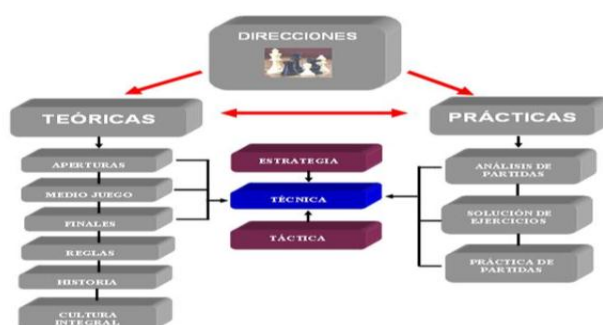 DIRECCIONES
TEÓRICAS
PRÁCTICAS
APERTURAS
MEDIO JUEGO
FINALES
REGLAS
HISTORIA
CULTURA
INTEGRAL
ESTRATEGIA
TÉCNICA
TÁCTICA
ANÁLISIS DE
PARTIDAS
SOLUCIÓN DE
EJERCICIOS
PRÁCTICA DE
PARTIDAS